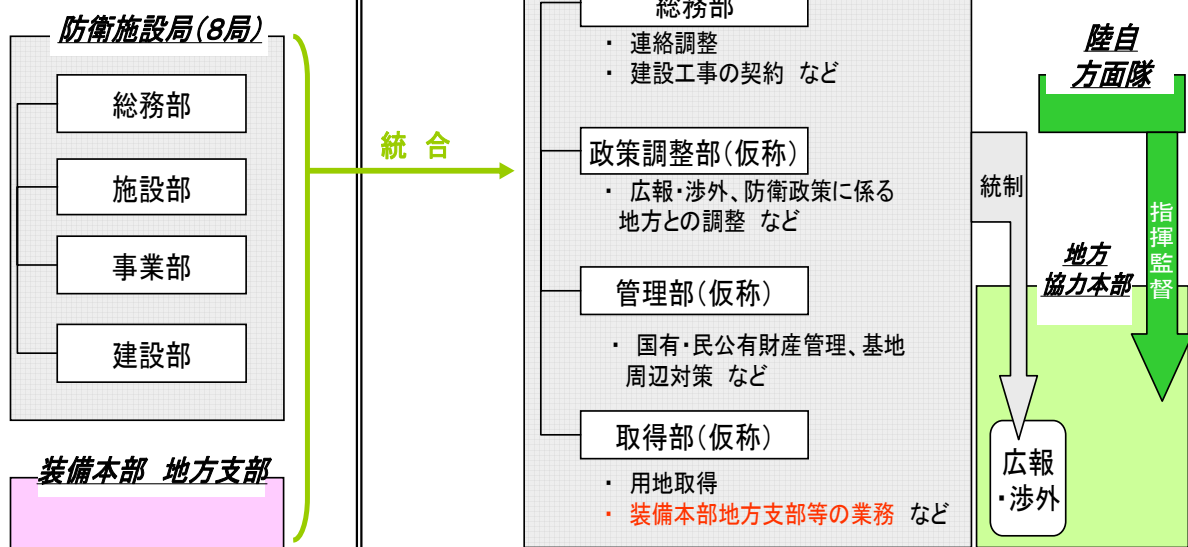 防衛施設局(8局)
総務部
施設部
事業部
建設部
装備本部 地方支部
統 合
総務部
・ 連絡調整
・ 建設工事の契約 など
政策調整部(仮称)
・ 広報・渉外、防衛政策に係る
地方との調整 など
管理部(仮称)
・ 国有・民公有財産管理、基地
周辺対策 など
取得部(仮称)
・ 用地取得
・ 装備本部地方支部等の業務 など
統制
陸自
方面隊
指揮監督
地方
協力本部
広報
・渉外